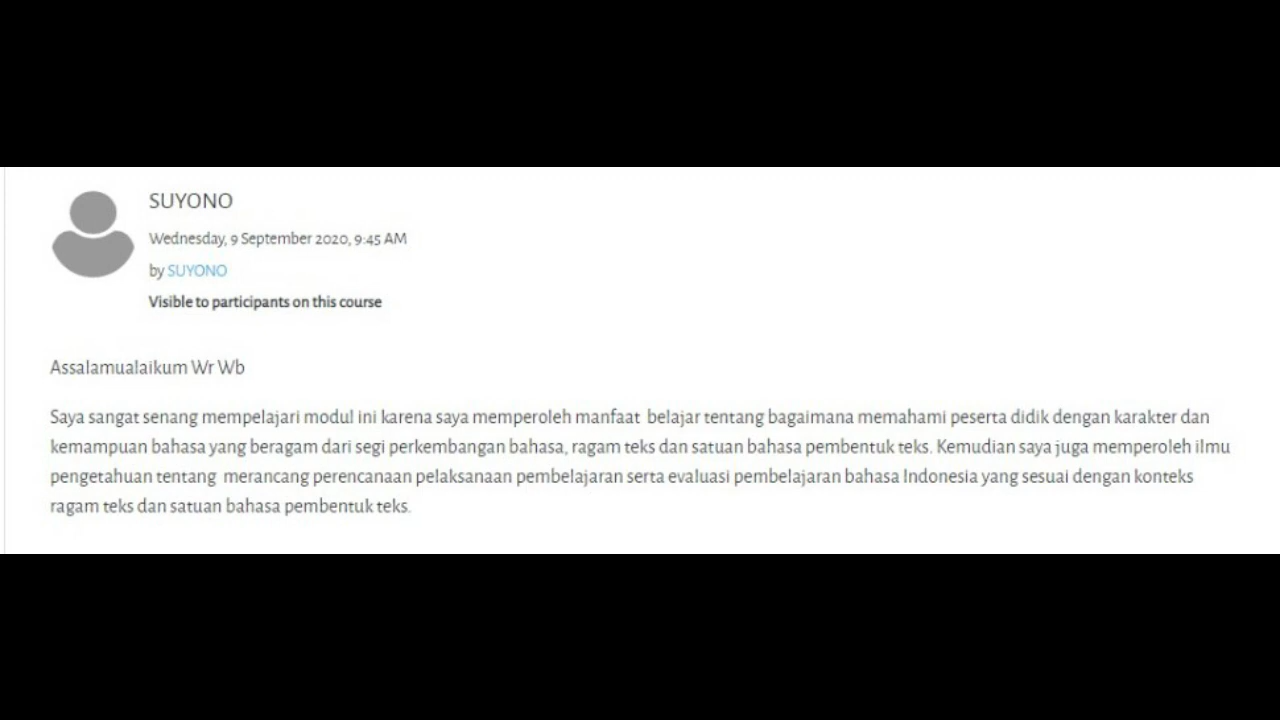 SUYONO
Wednesday, 9 September 2020, 9:45 AM
by SUYONO
Visible to participants on this course
Assalamualaikum Wr Wb
Saya sangat senang mempelajari modul ini karena saya memperoleh manfaat  belajar tentang bagaimana memahami peserta didik dengan karakter dan
kemampuan bahasa yang beragam dari segi perkembangan bahasa, ragam teks dan satuan bahasa pembentuk teks. Kemudian saya juga memperoleh ilmu
pengetahuan tentang  merancang perencanaan pelaksanaan pembelajaran serta evaluasi pembelajaran bahasa Indonesia yang sesuai dengan konteks
ragam teks dan satuan bahasa pembentuk teks.